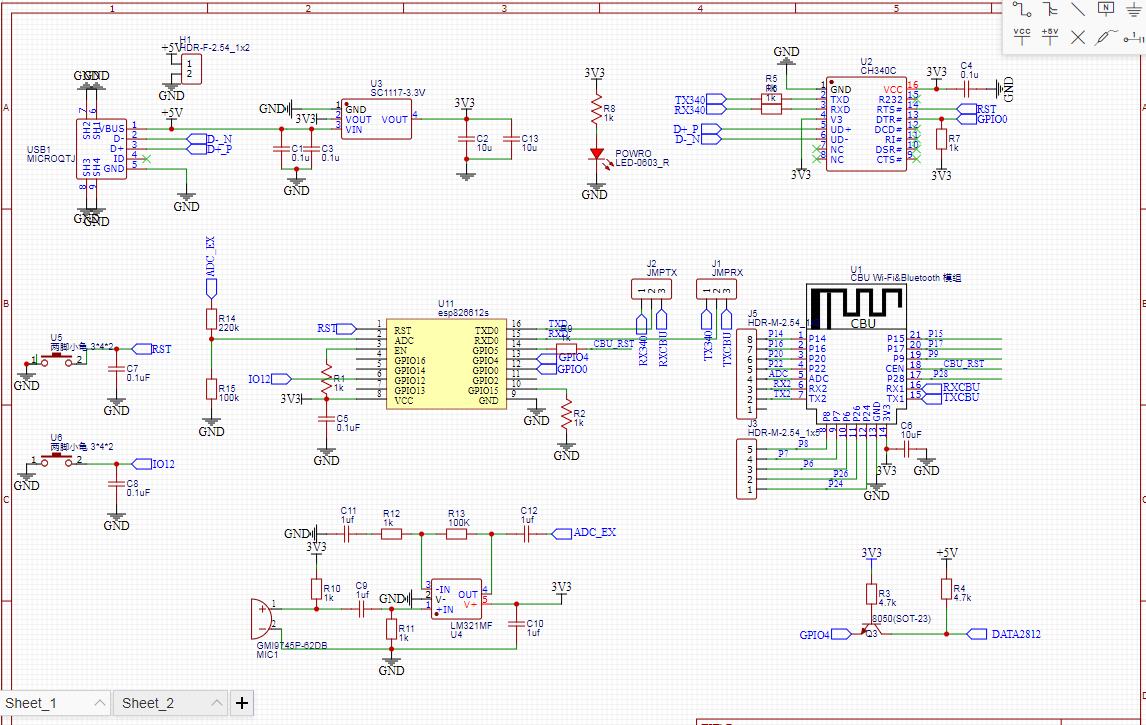 1 2 3 4 5
N
VCC +5V
A
H1
+5V HDR-F-2.54_1x2
1
2
GND
GND GND
7 6
+5V
SH2 SH1
VBUS 1
D- 2 D-_N
D+ 3 D+_P
ID 4
GND 5
USB1
MICROQTJ
SH3 SH4
8 9
GND
GND GND
C1
0.1u
C3
0.1u
GND
U3
SC1117-3.3V
GND 1 GND
3V3 2 VOUT VOUT 4
3 VIN
3V3
C2
10u
C13
10u
3V3
R8
1k
POWRO
LED-0603_R
GND
GND
U2
CH340C
R5
R6
1k
TX340
RX340
D+_P
D-_N
1 GND VCC 16
2 TXD R232 15
3 RXD RTS# 14
4 V3 DTR# 13
5 UD+ DCD# 12
6 UD- RI# 11
7 NC DSR# 10
8 NC CTS# 9
3V3
3V3
C4
0.1u
GND
RST
GPIO0
R7
1k
3V3
B
ADC_EX
R14
220k
R15
100k
GND
U5
两脚小龟 3*4*2
1 2
RST
GND
C7
0.1uF
GND
U6
两脚小龟 3*4*2
1 2
IO12
GND
C8
0.1uF
GND
U11
esp826612s
RST 1 RST TXD0 16 TXD
2 ADC RXD0 15 RXD
3 EN GPIO5 14
4 GPIO16 GPIO4 13 GPIO4
5 GPIO14 GPIO0 12 GPIO0
IO12 6 GPIO12 GPIO2 11
7 GPIO13 GPIO15 10
3V3 8 VCC GND 9
R1
1k
C5
0.1uF
GND
R9
1k
CBU_RST
GND
R2
1k
GND
J2
JMPTX
1 2 3
RX340
RXCBU
J1
JMPRX
1 2 3
TX340
TXCBU
U1
CBU Wi-Fi&Bluetooth 模组
CBU
J5
HDR-M-2.54_1
8 P14 1 P14 P15 21 P15
7 P16 2 P16 P17 20 P17
6 P20 3 P20 P9 19 P9
5 P22 4 P22 CEN 18 CBU_RST
4 ADC 5 ADC P28 17 P28
3 RX2 6 RX2 RX1 16 RXCBU
2 TX2 7 TX2 TX1 15 TXCBU
1
P8 P7 P6 P26 P24 GND 3V3
8 9 10 11 12 13 14
J3
HDR-M-2.54_1x5
5 P8
4 P7
3 P6
2 P26
1 P24
C6
10uF
3V3
GND
GND
C
C11
1uf
R12
1k
R13
100K
C12
1uf
ADC_EX
GND
3V3
R10
1k
C9
1uf
GND
3 -IN OUT 4
2 V- V+ 5
1 +IN
LM321MF
U4
3V3
C10
1uf
R11
1k
GND
1
2
GMI9745P-62DB
MIC1
3V3
R3
4.7k
+5V
R4
4.7k
8050(SOT-23)
Q3
GPIO4
DATA2812
Sheet_1 Sheet_2 +